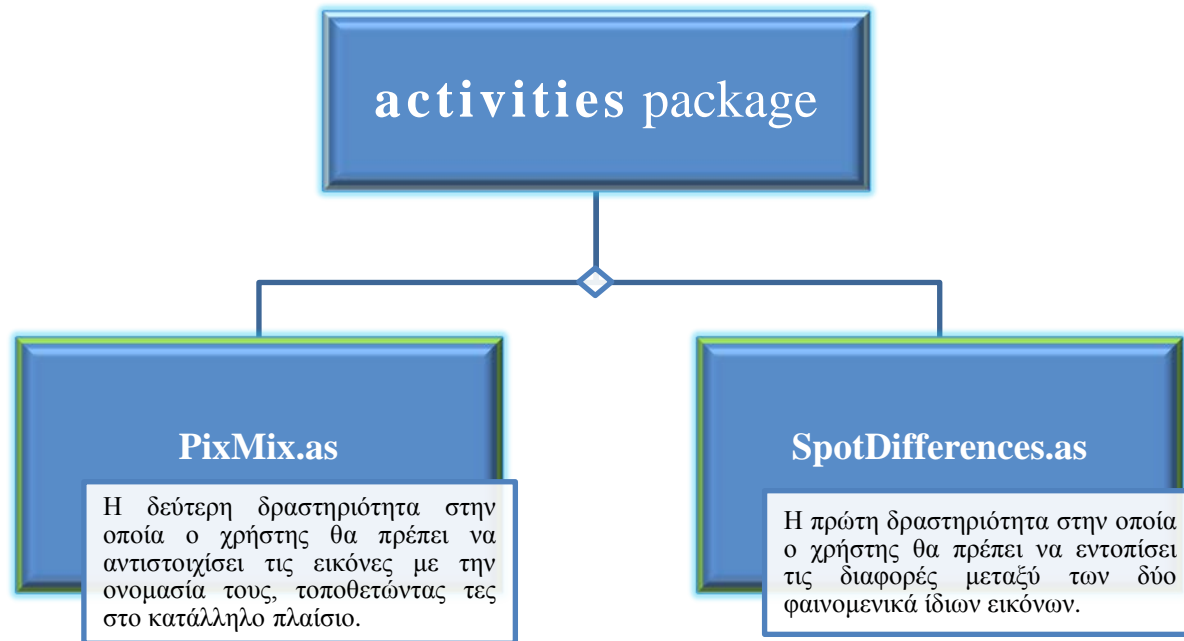 activities package
PixMix.as
Η δεύτερη δραστηριότητα στην
οποία ο χρήστης θα πρέπει να
αντιστοιχίσει τις εικόνες με την
ονομασία τους, τοποθετώντας τες
στο κατάλληλο πλαίσιο.
SpotDifferences.as
Η πρώτη δραστηριότητα στην οποία
ο χρήστης θα πρέπει να εντοπίσει
τις διαφορές μεταξύ των δύο
φαινομενικά ίδιων εικόνων.